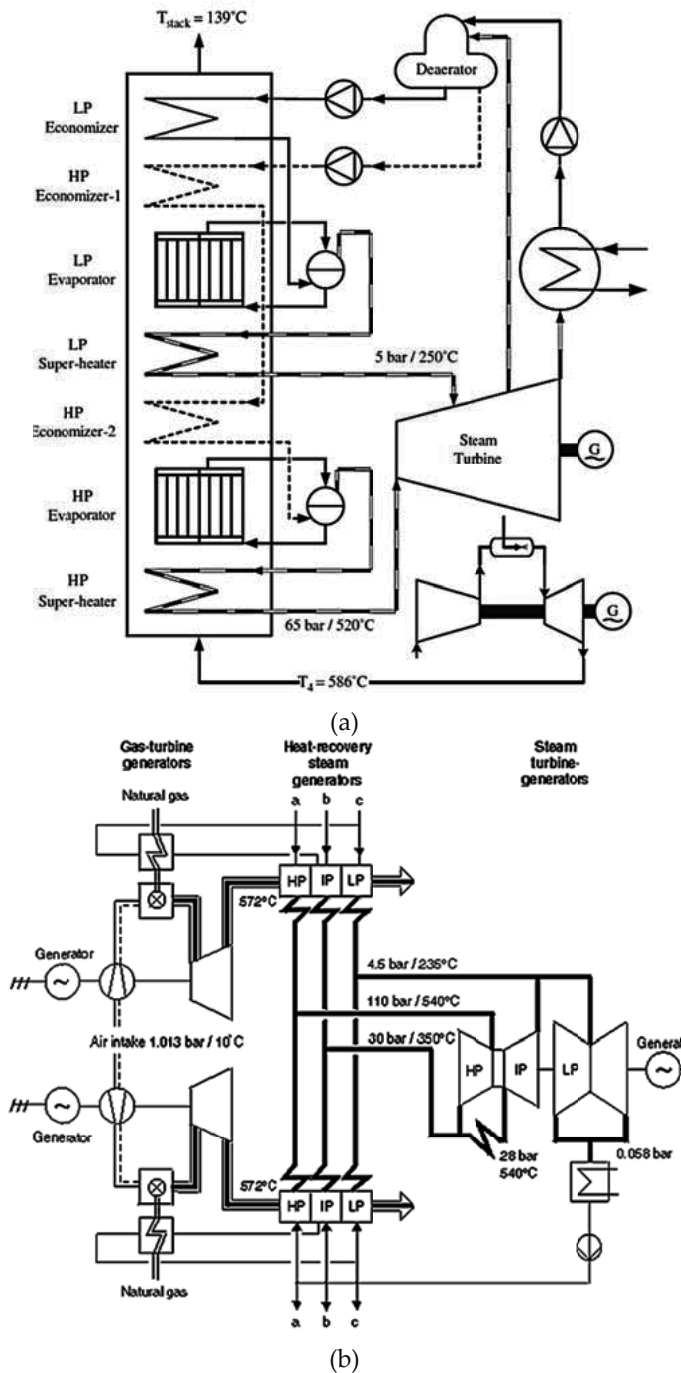 T_stack = 139°C
Deaerator
LP
Economizer
HP
Economizer-1
LP
Evaporator
LP
Super-heater
5 bar / 250°C
HP
Economizer-2
Steam
Turbine
G
HP
Evaporator
HP
Super-heater
65 bar / 520°C
G
T₄ = 586°C
(a)
Gas-turbine
generators
Heat-recovery
steam
generators
Steam
turbine-
generators
Natural gas
a b c
HP IP LP
572°C
Generator
4.5 bar / 235°C
110 bar / 540°C
30 bar / 350°C
Air intake 1.013 bar / 10°C
HP IP LP
Generat
Generator
28 bar
540°C
0.058 bar
572°C
HP IP LP
Natural gas
a b c
(b)